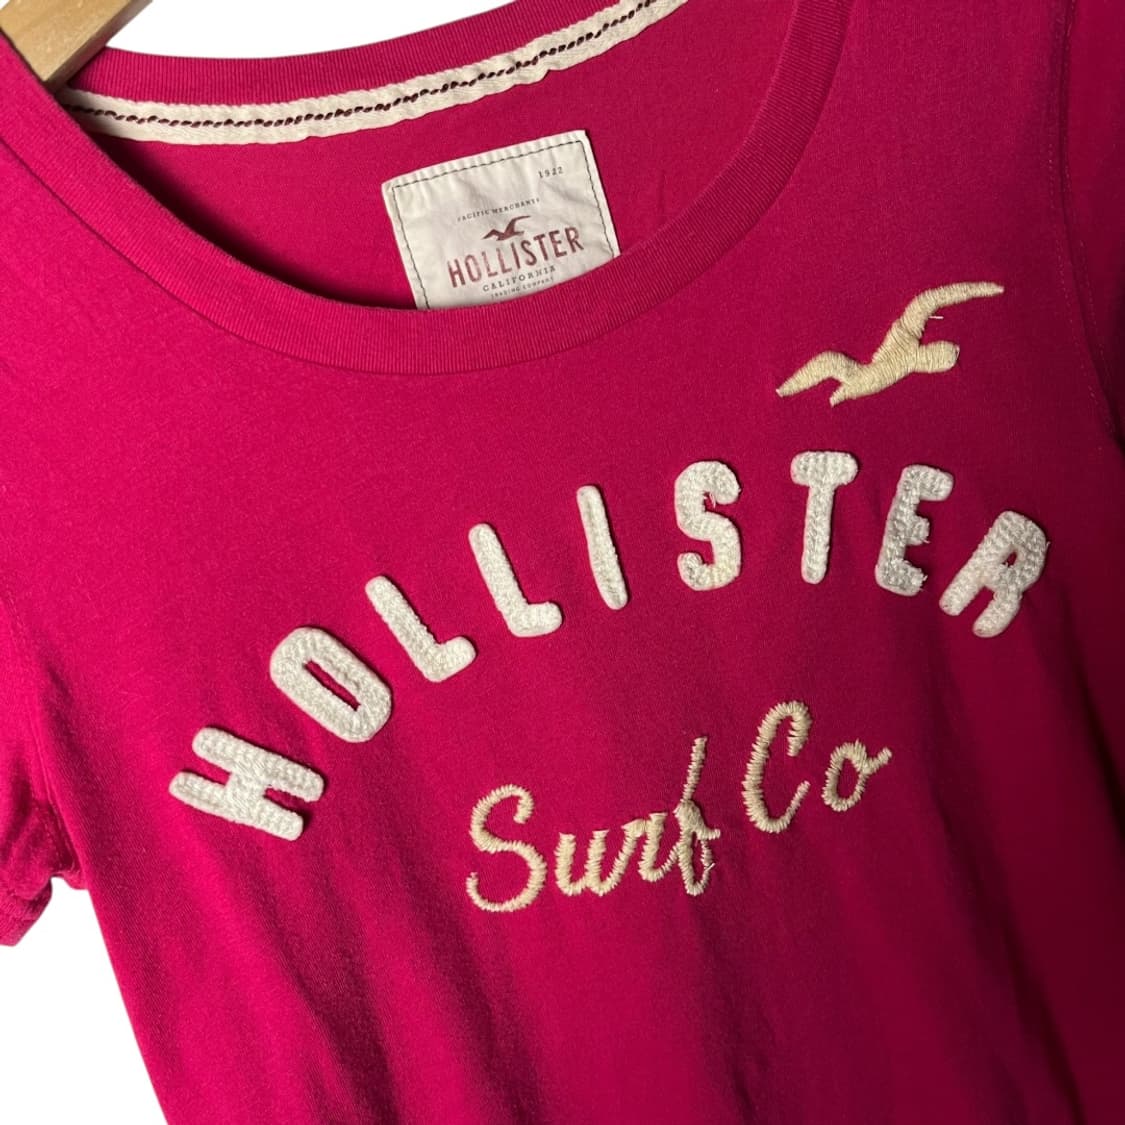 1922
PACIFIC MERCHANTS
HOLLISTER
CALIFORNIA
TRADING COMPANY
HOLLISTER
Surf Co